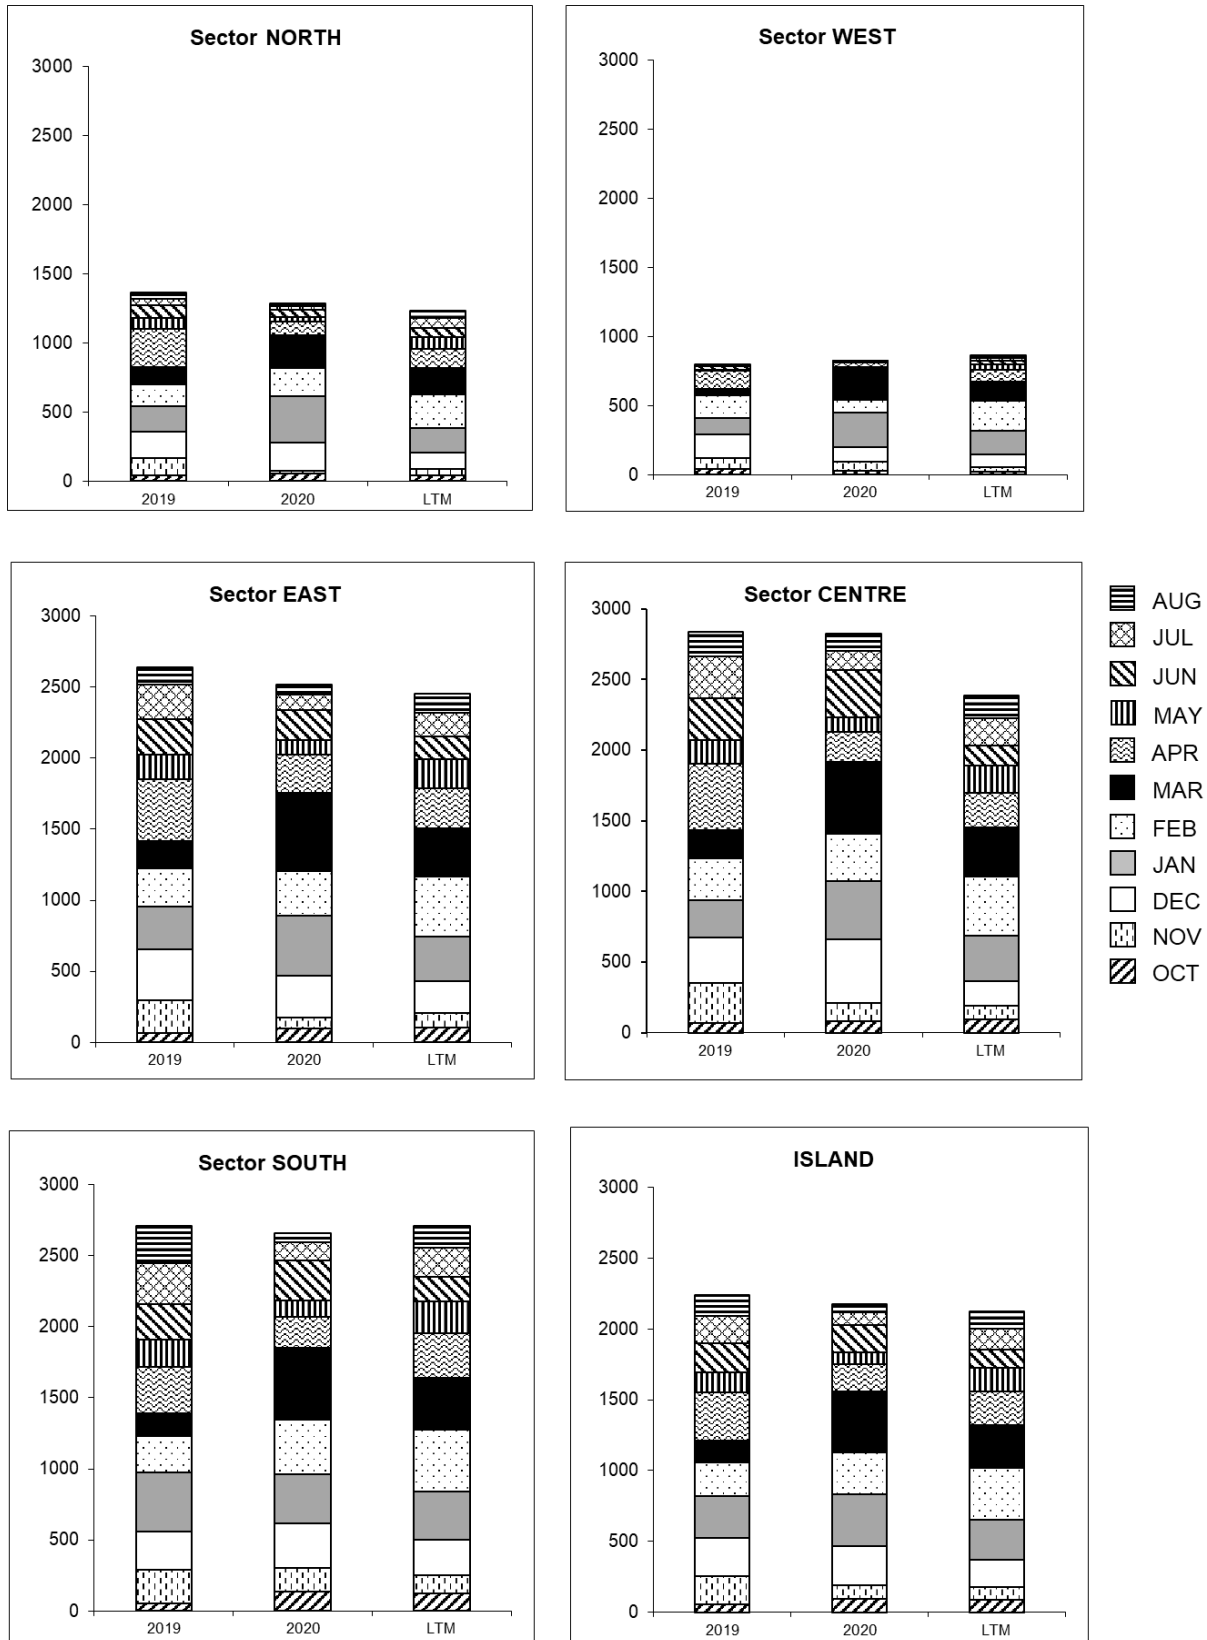 Sector NORTH
3000
2500
2000
1500
1000
500
0
2019 2020 LTM
Sector WEST
3000
2500
2000
1500
1000
500
0
2019 2020 LTM
Sector EAST
3000
2500
2000
1500
1000
500
0
2019 2020 LTM
Sector CENTRE
3000
2500
2000
1500
1000
500
0
2019 2020 LTM
AUG
JUL
JUN
MAY
APR
MAR
FEB
JAN
DEC
NOV
OCT
Sector SOUTH
3000
2500
2000
1500
1000
500
0
2019 2020 LTM
ISLAND
3000
2500
2000
1500
1000
500
0
2019 2020 LTM